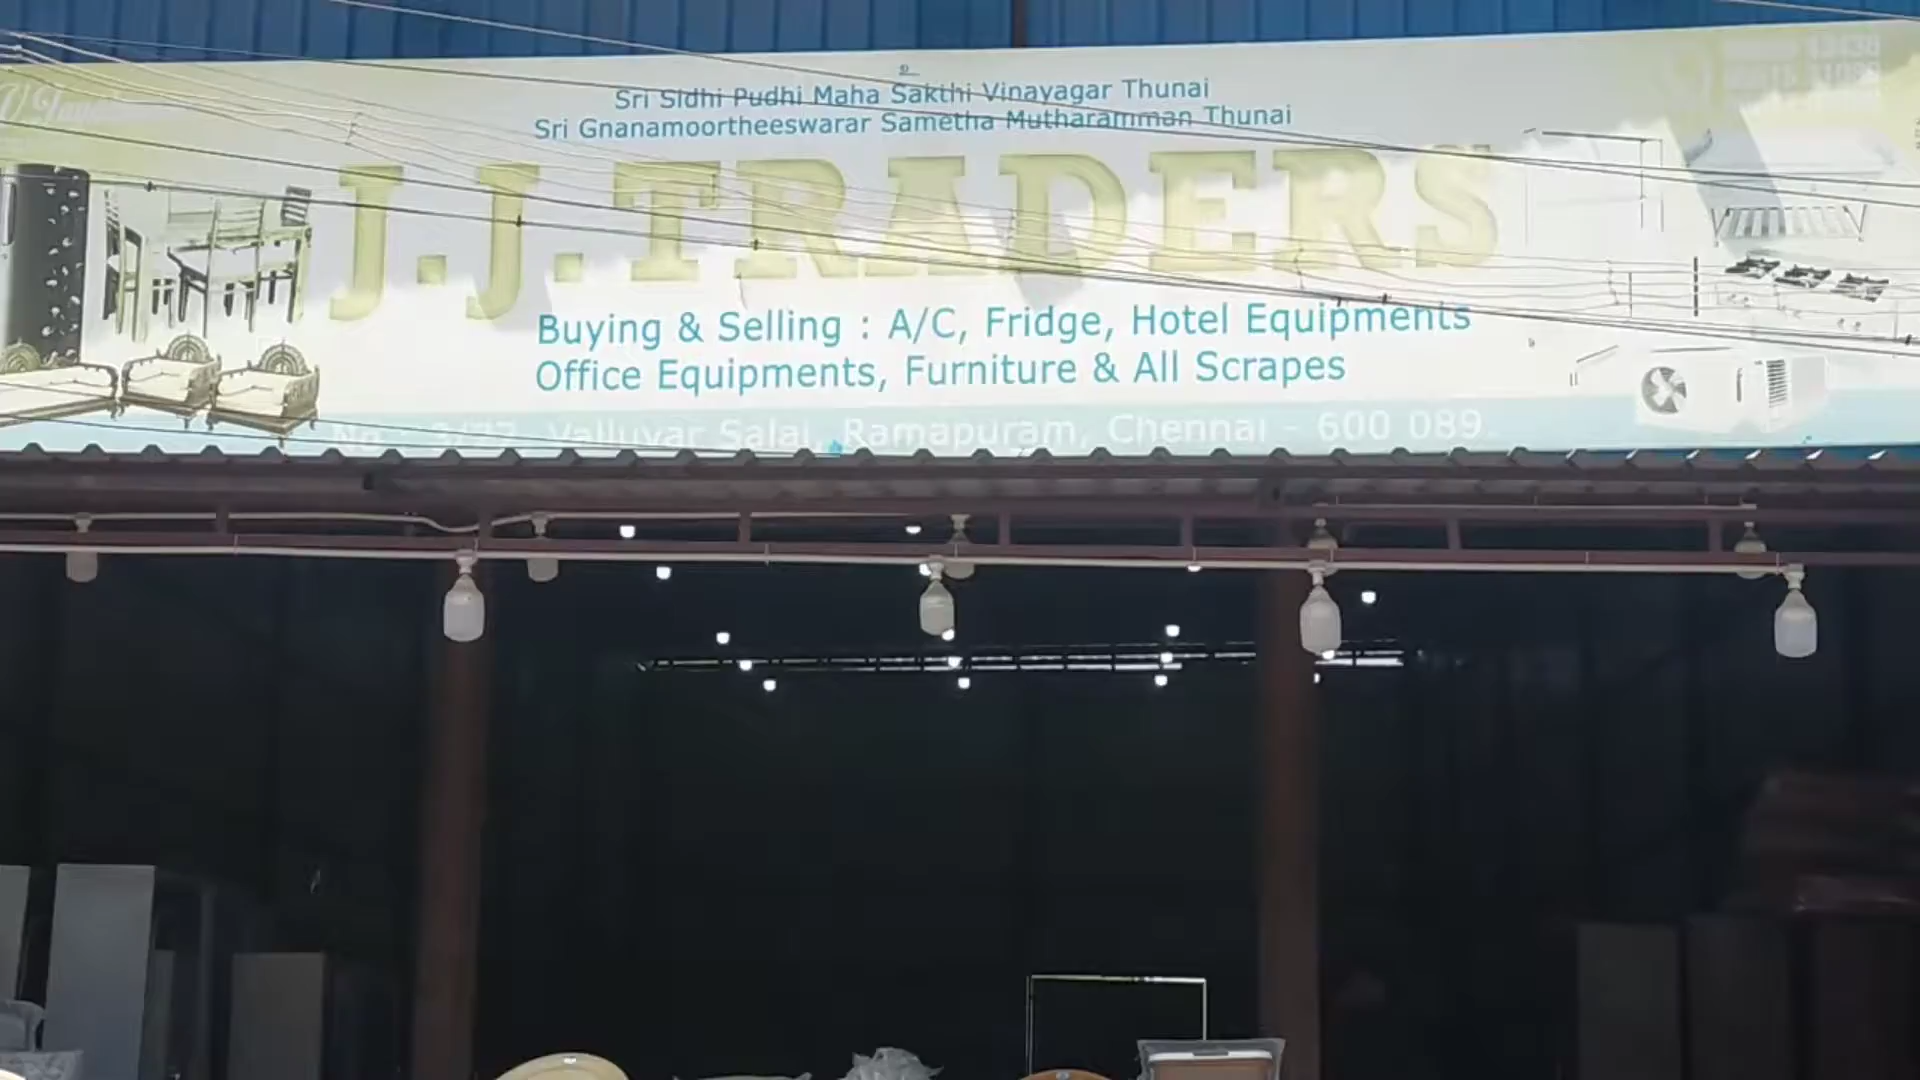 உ
Sri Sidhi Pudhi Maha Sakthi Vinayagar Thunai
Sri Gnanamoortheeswarar Sametha Mutharamman Thunai
J.J.TRADERS
Buying & Selling : A/C, Fridge, Hotel Equipments
Office Equipments, Furniture & All Scrapes
No. Valluvar Salai, Ramapuram, Chennai - 600 089.